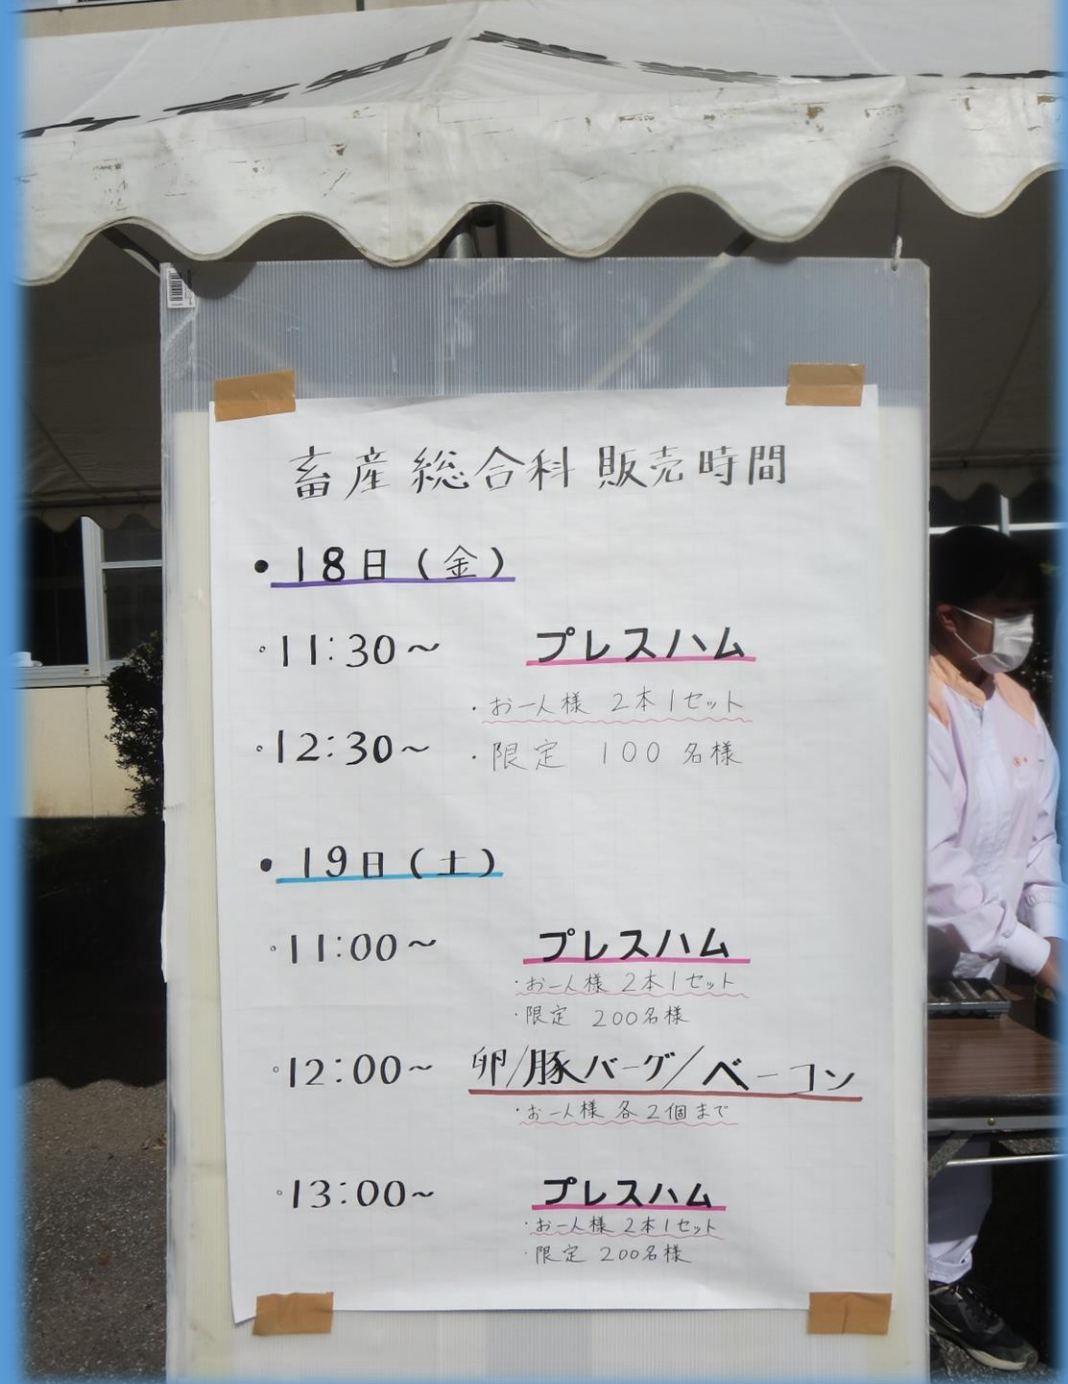 畜産総合科 販売時間
• 18日(金)
◦11:30～ プレスハム
・お一人様 2本1セット
◦12:30～ ・限定 100名様
• 19日(土)
◦11:00～ プレスハム
・お一人様 2本1セット
・限定 200名様
◦12:00～ 卵/豚バーグ/ベーコン
・お一人様 各2個まで
◦13:00～ プレスハム
・お一人様 2本1セット
・限定 200名様